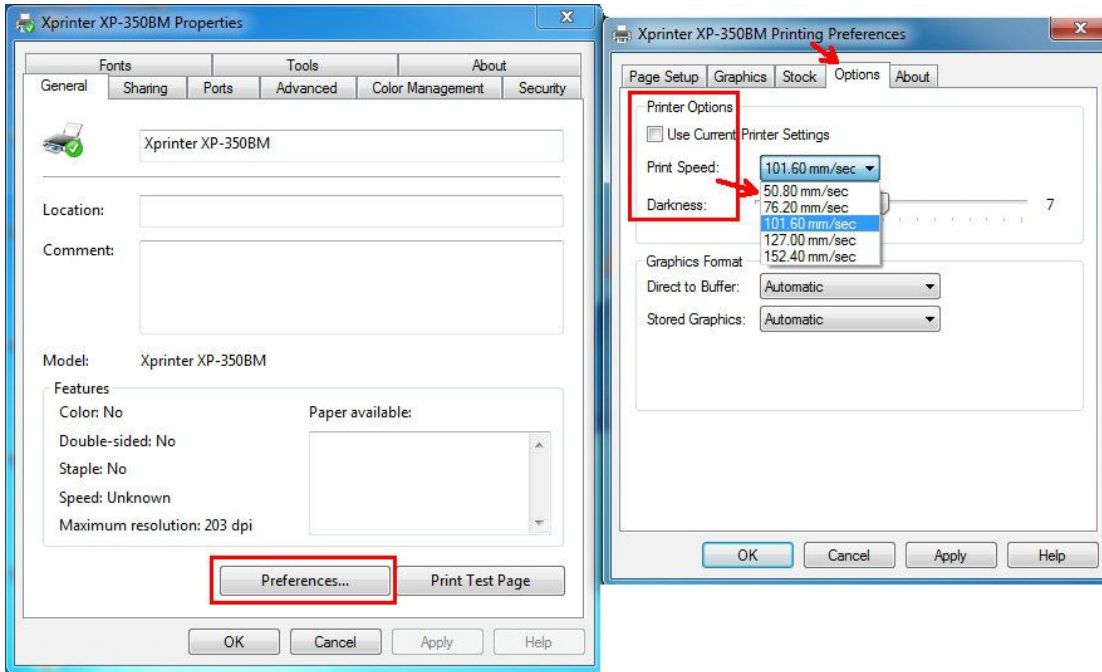 Xprinter XP-350BM Properties
Fonts Tools About
General Sharing Ports Advanced Color Management Security
Xprinter XP-350BM
Location:
Comment:
Model: Xprinter XP-350BM
Features
Color: No Paper available:
Double-sided: No
Staple: No
Speed: Unknown
Maximum resolution: 203 dpi
Preferences... Print Test Page
OK Cancel Apply Help
Xprinter XP-350BM Printing Preferences
Page Setup Graphics Stock Options About
Printer Options
Use Current Printer Settings
Print Speed: 101.60 mm/sec
50.80 mm/sec
76.20 mm/sec
101.60 mm/sec
127.00 mm/sec
152.40 mm/sec
Darkness: 7
Graphics Format
Direct to Buffer: Automatic
Stored Graphics: Automatic
OK Cancel Apply Help